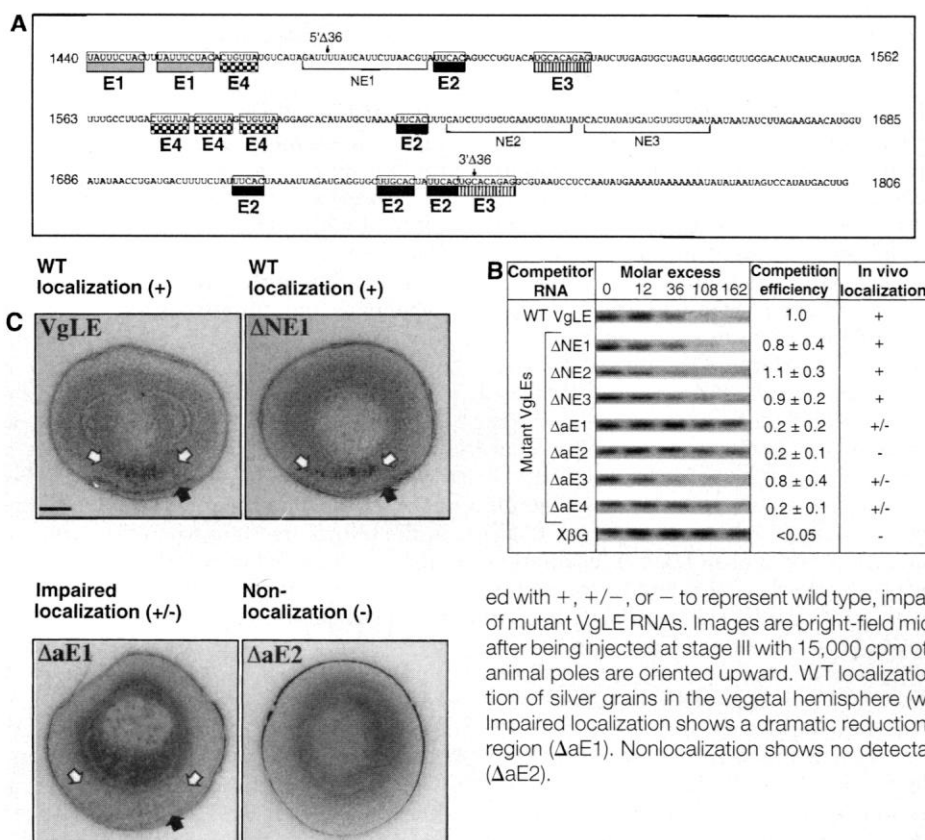 A
5'Δ36
1440 UAUUUCUACUUUAUUUCUACACUGUUAUGUCAUAGAUUUUAUCAUUCUUAACGUAUUCACAGUCCUGUACAUGCACAGAGUAUCUUGAGUGUAAGGGUGUUGGGACAUCAUCAUAUUGA 1562
E1 E1 E4 NE1 E2 E3
1563 UUUGCCUUGACUGUUAGCUGUUAGCUGUUAAGGAGCACAUAUGCUAAAAUUCACUUUGAUCUUGUGUGAAUGUAUAUAUCACUAUAUGAUGUUGUUAAUAAUAAUAUCUUAGAAGAACAUGGU 1685
E4 E4 E4 E2 NE2 NE3
3'Δ36
1686 AUAUAACCUGAUGACUUUUCUAUUUCACUAAAAUUAGAUGAGGUGCUUGCACUAUUCACUGCACAGAGGCGUAAUCCUCCAAUAUGAAAAUAAAAAAAUAUAUAAUAGUCCAUAUGACUUG 1806
E2 E2 E2 E3
C
WT
localization (+)
WT
localization (+)
VgLE
ΔNE1
Impaired
localization (+/-)
Non-
localization (-)
ΔaE1
ΔaE2
B
Competitor RNA Molar excess Competition efficiency In vivo localization
0 12 36 108 162
WT VgLE 1.0 +
Mutant VgLEs
ΔNE1 0.8 ± 0.4 +
ΔNE2 1.1 ± 0.3 +
ΔNE3 0.9 ± 0.2 +
ΔaE1 0.2 ± 0.2 +/-
ΔaE2 0.2 ± 0.1 -
ΔaE3 0.8 ± 0.4 +/-
ΔaE4 0.2 ± 0.1 +/-
XβG <0.05 -
ed with +, +/−, or − to represent wild type, impa
of mutant VgLE RNAs. Images are bright-field mic
after being injected at stage III with 15,000 cpm of
animal poles are oriented upward. WT localizatio
tion of silver grains in the vegetal hemisphere (w
Impaired localization shows a dramatic reduction
region (ΔaE1). Nonlocalization shows no detecta
(ΔaE2).